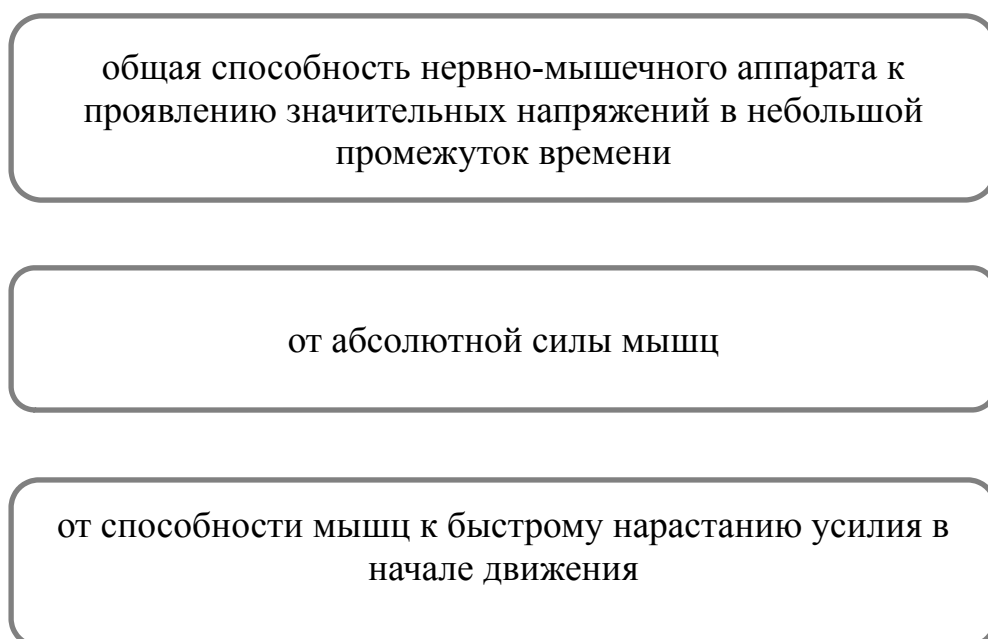 общая способность нервно-мышечного аппарата к
проявлению значительных напряжений в небольшой
промежуток времени
от абсолютной силы мышц
от способности мышц к быстрому нарастанию усилия в
начале движения